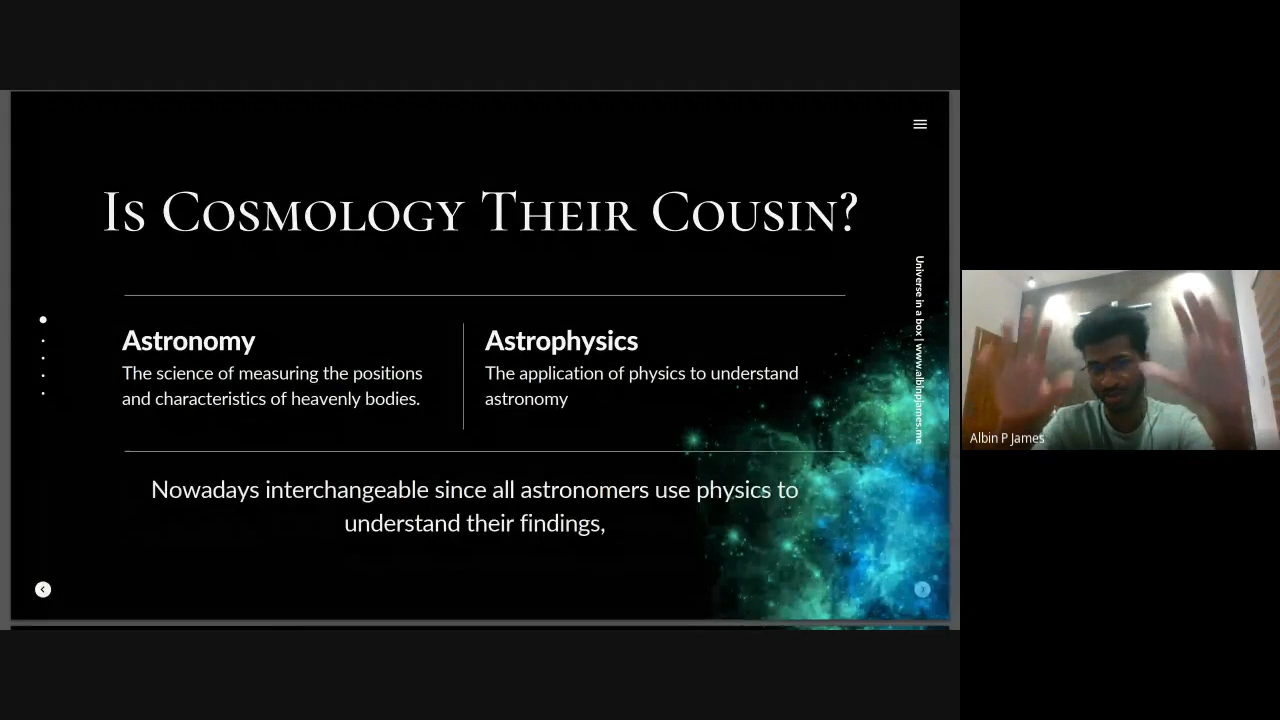 Is Cosmology Their Cousin?
Astronomy
The science of measuring the positions
and characteristics of heavenly bodies.
Astrophysics
The application of physics to understand
astronomy
Nowadays interchangeable since all astronomers use physics to
understand their findings,
Universe in a box | www.albinpjames.me
Albin P James